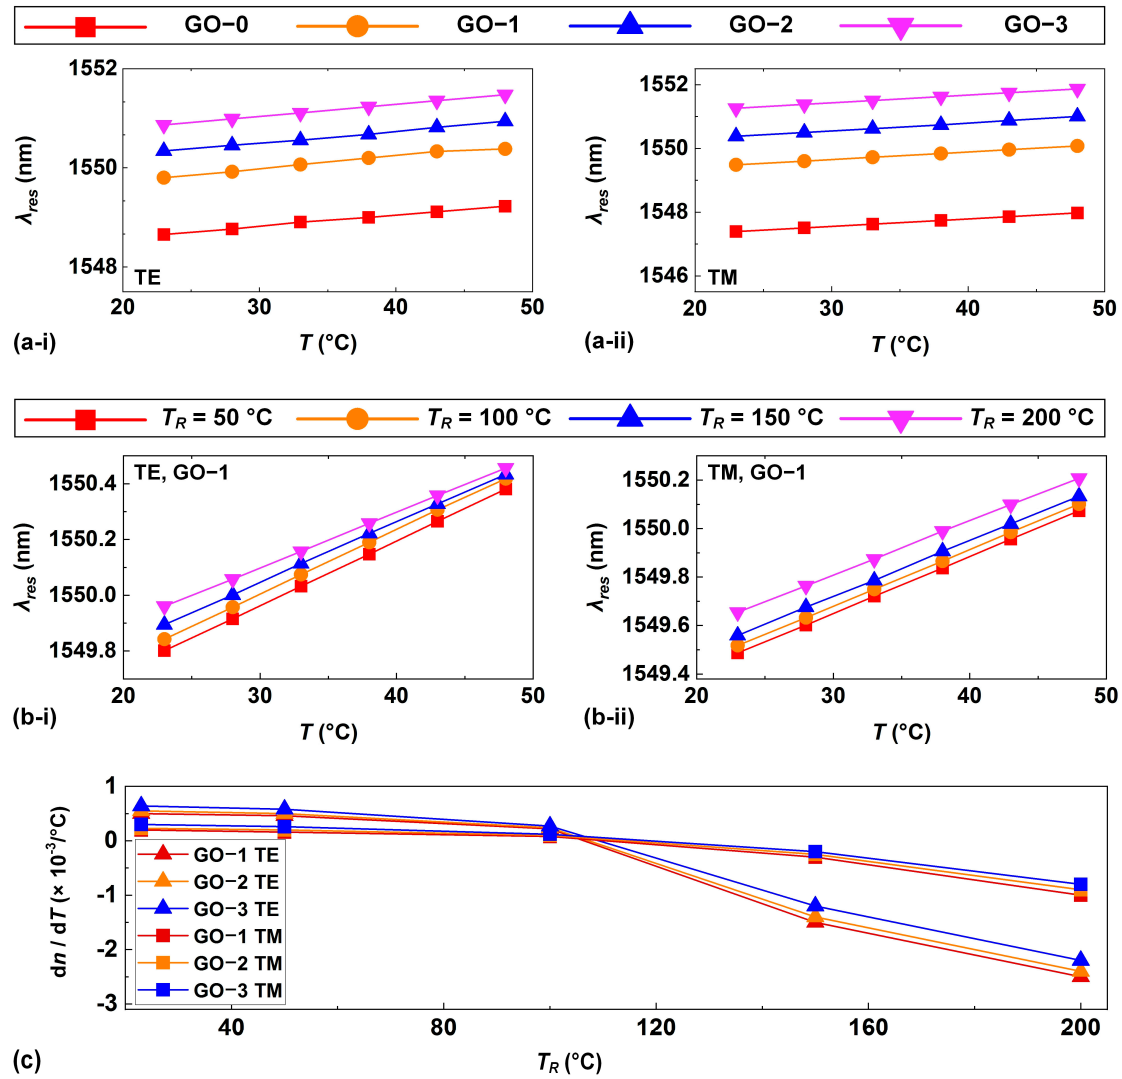 GO−0 GO−1 GO−2 GO−3
1552
1550
1548
λres (nm)
TE
20 30 40 50
T (°C)
(a-i)
1552
1550
1548
1546
λres (nm)
TM
20 30 40 50
T (°C)
(a-ii)
TR = 50 °C TR = 100 °C TR = 150 °C TR = 200 °C
TE, GO−1
1550.4
1550.2
1550.0
1549.8
λres (nm)
20 30 40 50
T (°C)
(b-i)
TM, GO−1
1550.2
1550.0
1549.8
1549.6
1549.4
λres (nm)
20 30 40 50
T (°C)
(b-ii)
1
0
-1
-2
-3
dn / dT (× 10⁻³/°C)
GO−1 TE
GO−2 TE
GO−3 TE
GO−1 TM
GO−2 TM
GO−3 TM
40 80 120 160 200
TR (°C)
(c)